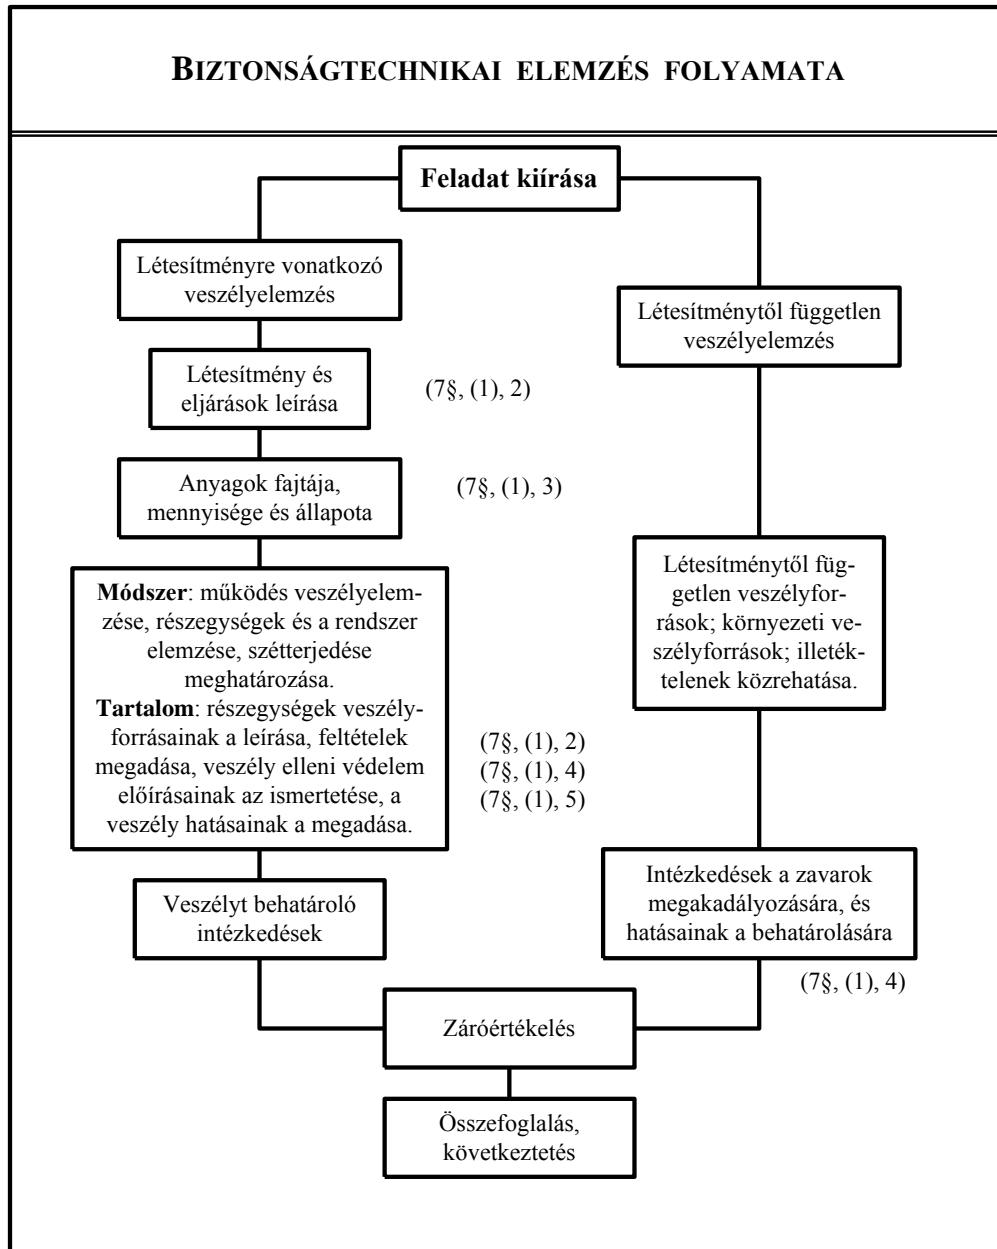 BIZTONSÁGTECHNIKAI ELEMZÉS FOLYAMATA
Feladat kiírása
Létesítményre vonatkozó
veszélyelemzés
Létesítmény és
eljárások leírása
(7§, (1), 2)
Anyagok fajtája,
mennyisége és állapota
(7§, (1), 3)
Módszer: működés veszélyelem-
zése, részegységek és a rendszer
elemzése, szétterjedése
meghatározása.
Tartalom: részegységek veszély-
forrásainak a leírása, feltételek
megadása, veszély elleni védelem
előírásainak az ismertetése, a
veszély hatásainak a megadása.
(7§, (1), 2)
(7§, (1), 4)
(7§, (1), 5)
Veszélyt behatároló
intézkedések
Létesítménytől független
veszélyelemzés
Létesítménytől füg-
getlen veszélyfor-
rások; környezeti ve-
szélyforrások; illeték-
telenek közrehatása.
Intézkedések a zavarok
megakadályozására, és
hatásainak a behatárolására
(7§, (1), 4)
Záróértékelés
Összefoglalás,
következtetés